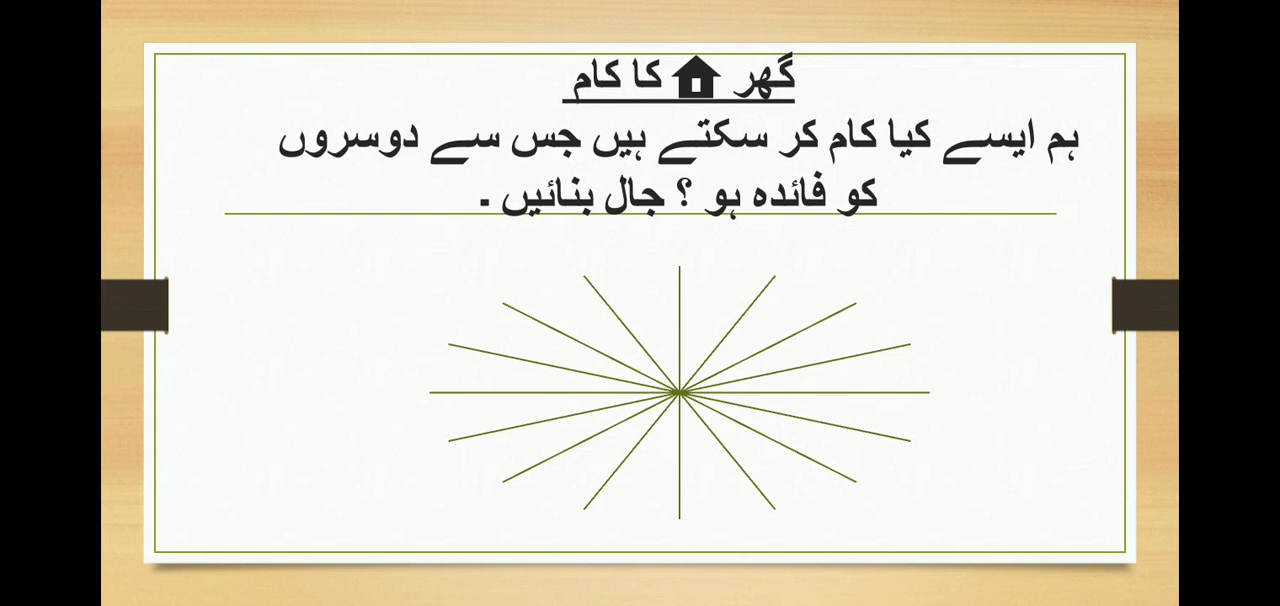 گھر 🏠 کا کام
ہم ایسے کیا کام کر سکتے ہیں جس سے دوسروں
کو فائدہ ہو ؟ جال بنائیں ۔